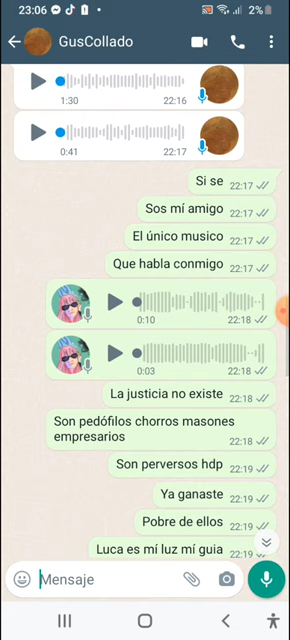 23:06
2%
GusCollado
1:30 22:16
0:41 22:17
Si se 22:17
Sos mí amigo 22:17
El único musico 22:17
Que habla conmigo 22:17
0:10 22:18
0:03 22:18
La justicia no existe 22:18
Son pedófilos chorros masones
empresarios 22:18
Son perversos hdp 22:19
Ya ganaste 22:19
Pobre de ellos 22:19
Luca es mí luz mí guia 22:19
Mensaje